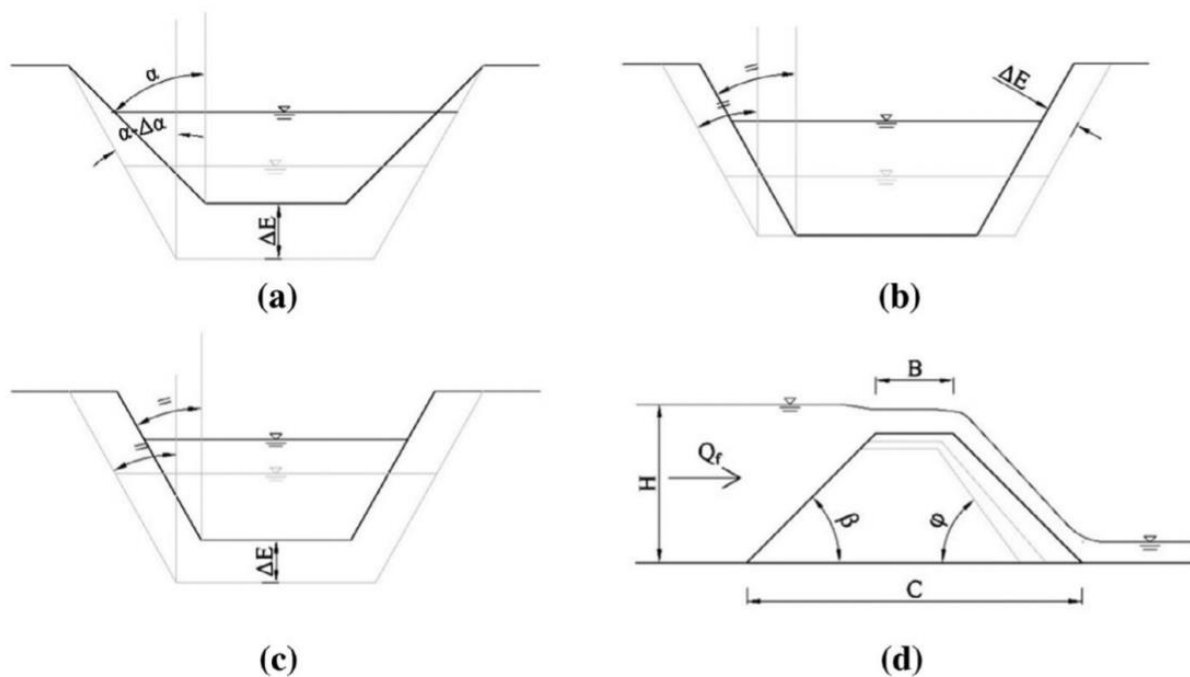 α
α-Δα
ΔE
(a)
=
=
ΔE
(b)
=
=
ΔE
(c)
B
Q_f
H
β
φ
C
(d)